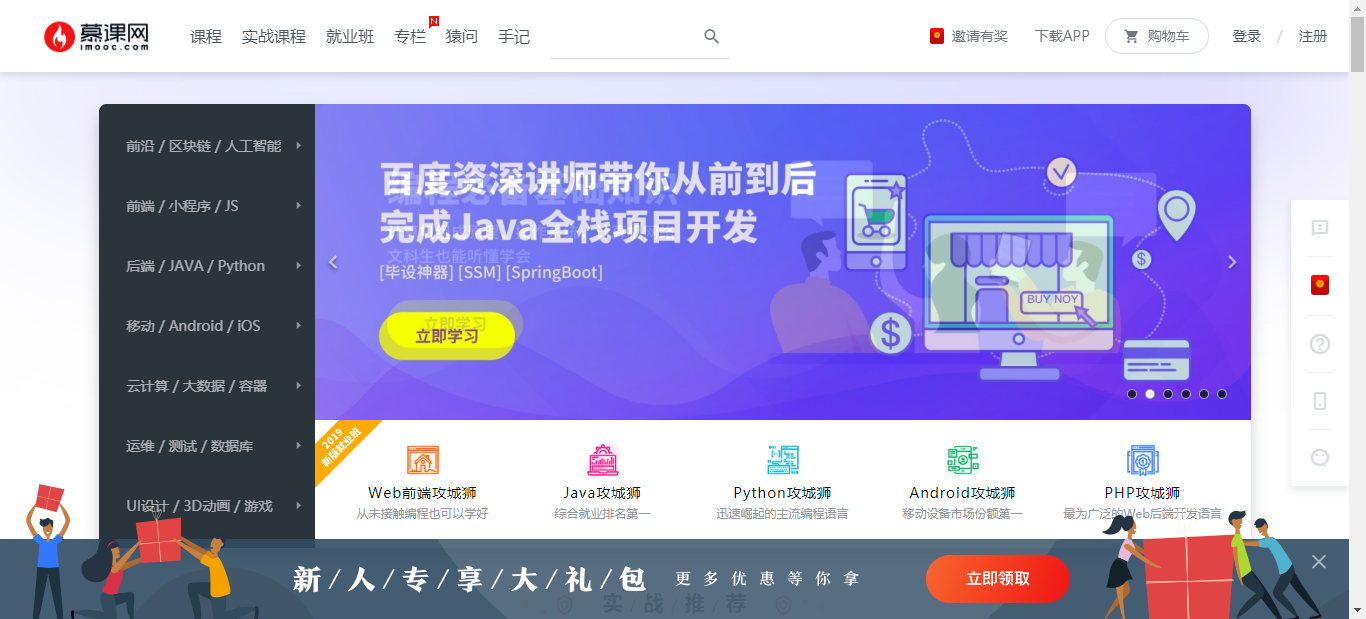 慕课网
imooc.com
课程 实战课程 就业班 专栏 N 猿问 手记
邀请有奖 下载APP 购物车 登录 / 注册
前沿 / 区块链 / 人工智能
前端 / 小程序 / JS
后端 / JAVA / Python
移动 / Android / iOS
云计算 / 大数据 / 容器
运维 / 测试 / 数据库
UI设计 / 3D动画 / 游戏
百度资深讲师带你从前到后
编程必备基础知识
完成Java全栈项目开发
文科生也能听懂学会
[毕设神器] [SSM] [SpringBoot]
立即学习
立即学习
BUY NOY
$
$
2019
新版就业班
Web前端攻城狮
从未接触编程也可以学好
Java攻城狮
综合就业排名第一
Python攻城狮
迅速崛起的主流编程语言
Android攻城狮
移动设备市场份额第一
PHP攻城狮
最为广泛的Web后端开发语言
新 / 人 / 专 / 享 / 大 / 礼 / 包 更多优惠等你拿 立即领取
实 / 战 / 推 / 荐